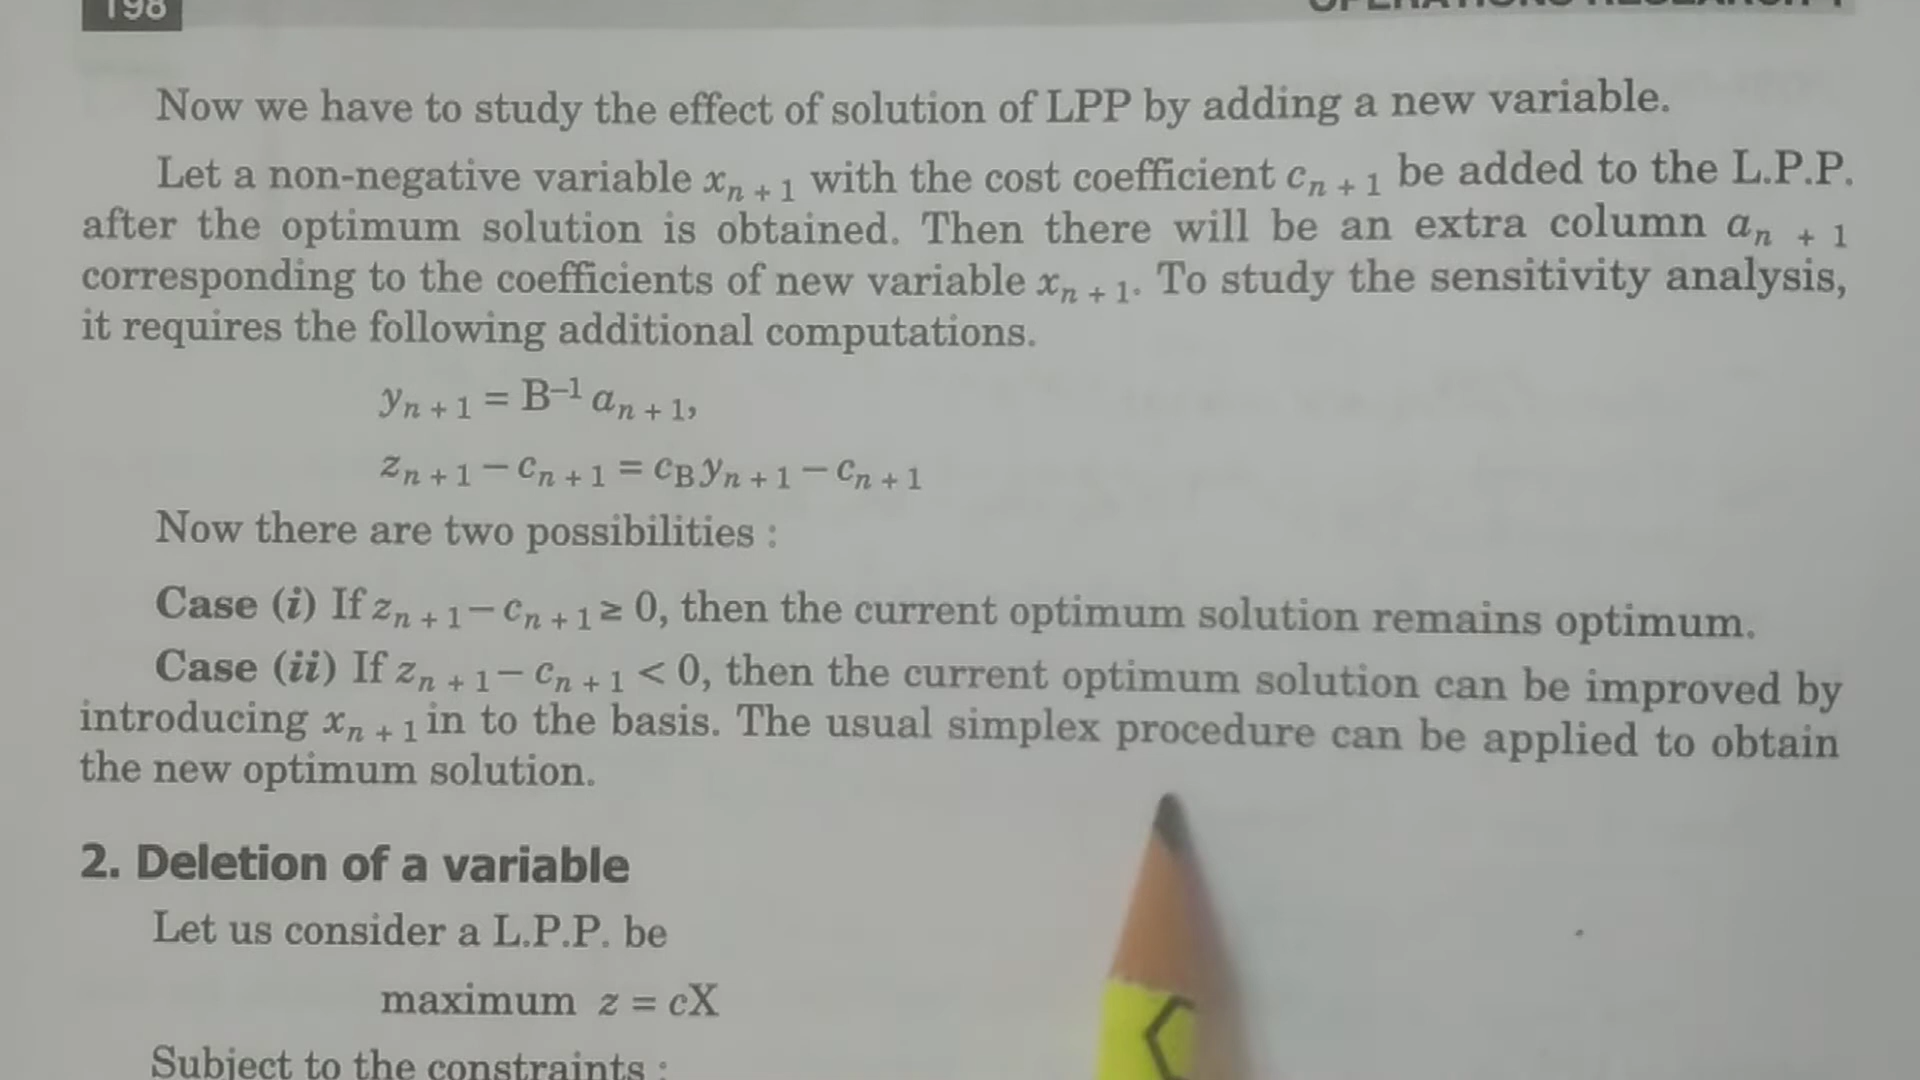 198 OPERATIONS RESEARCH-I
Now we have to study the effect of solution of LPP by adding a new variable.
Let a non-negative variable xₙ ₊ ₁ with the cost coefficient cₙ ₊ ₁ be added to the L.P.P.
after the optimum solution is obtained. Then there will be an extra column aₙ ₊ ₁
corresponding to the coefficients of new variable xₙ ₊ ₁. To study the sensitivity analysis,
it requires the following additional computations.
yₙ ₊ ₁ = B⁻¹ aₙ ₊ ₁,
zₙ ₊ ₁ − cₙ ₊ ₁ = c_B yₙ ₊ ₁ − cₙ ₊ ₁
Now there are two possibilities :
Case (i) If zₙ ₊ ₁ − cₙ ₊ ₁ ≥ 0, then the current optimum solution remains optimum.
Case (ii) If zₙ ₊ ₁ − cₙ ₊ ₁ < 0, then the current optimum solution can be improved by
introducing xₙ ₊ ₁ in to the basis. The usual simplex procedure can be applied to obtain
the new optimum solution.
2. Deletion of a variable
Let us consider a L.P.P. be
maximum z = cX
Subject to the constraints :